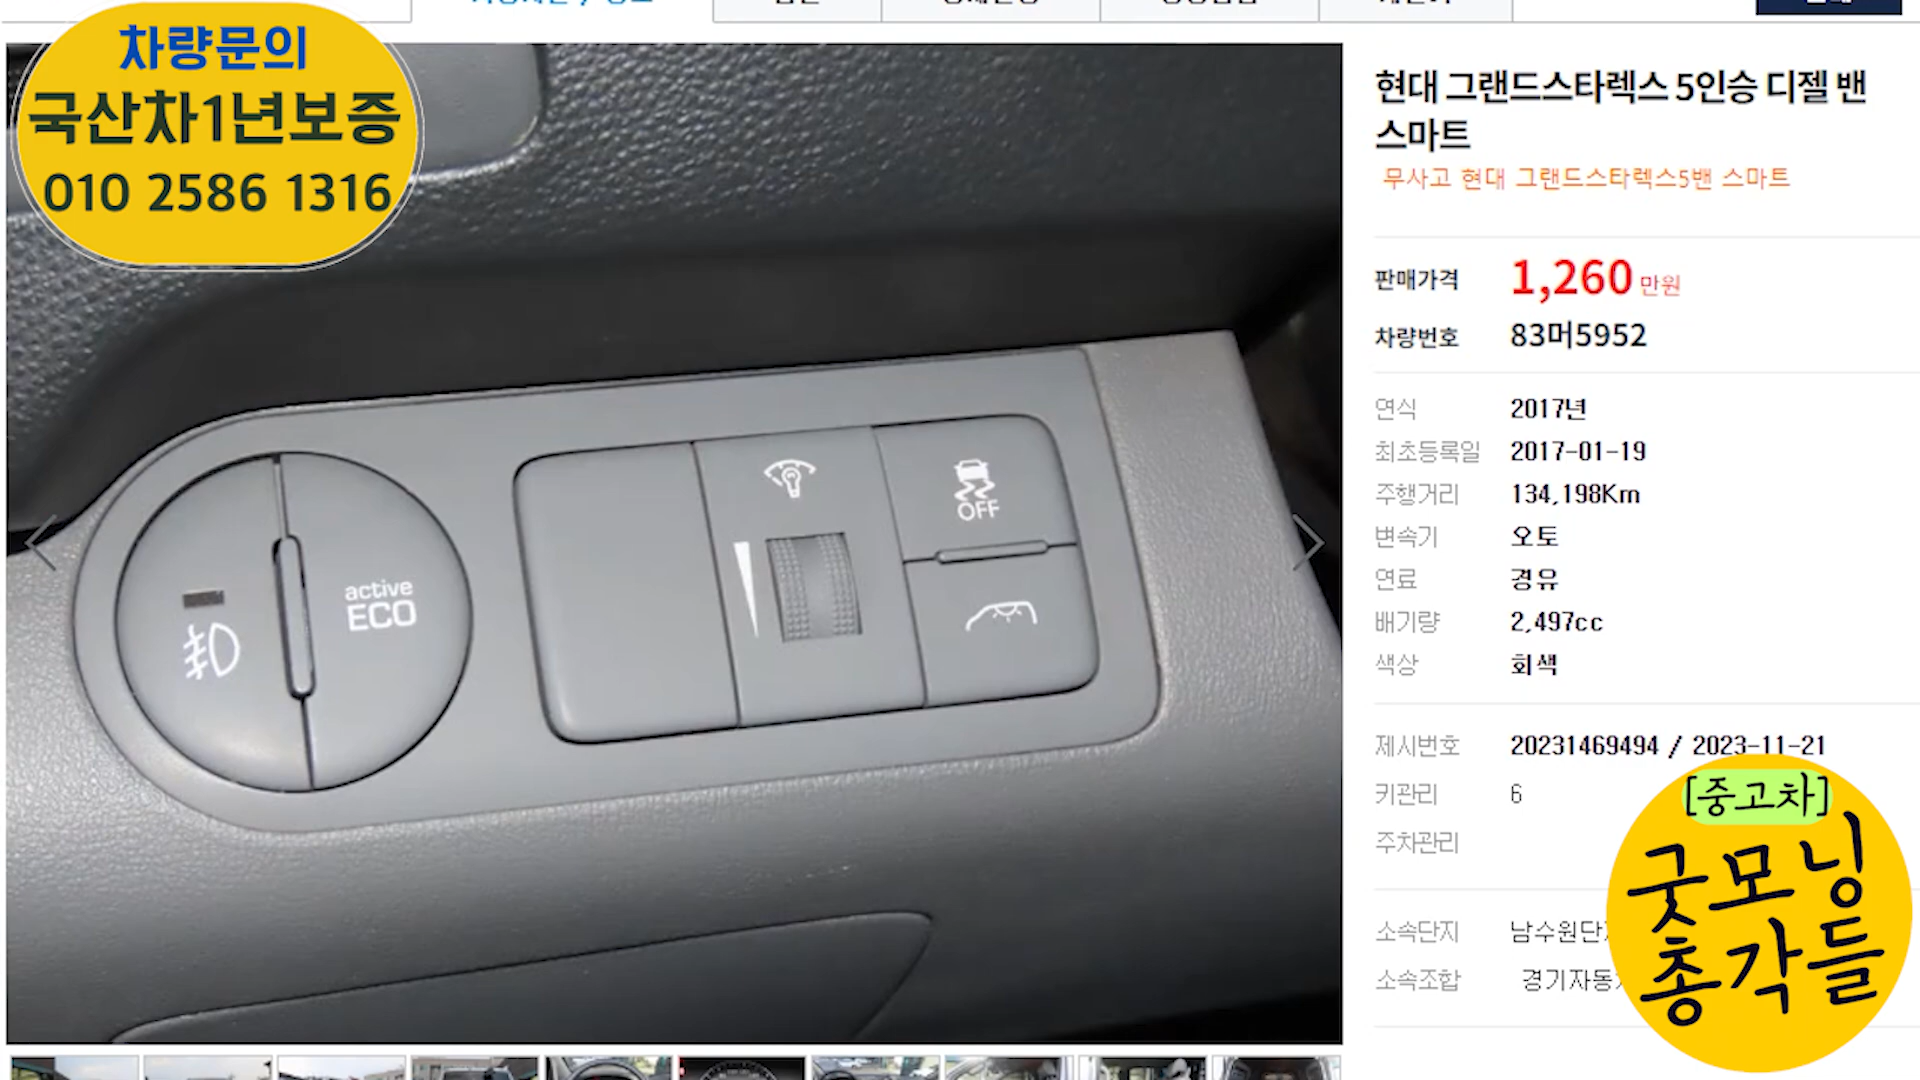 차량문의
국산차1년보증
010 2586 1316
현대 그랜드스타렉스 5인승 디젤 밴
스마트
무사고 현대 그랜드스타렉스5밴 스마트
판매가격 1,260 만원
차량번호 83머5952
연식 2017년
최초등록일 2017-01-19
주행거리 134,198Km
변속기 오토
연료 경유
배기량 2,497cc
색상 회색
제시번호 20231469494 / 2023-11-21
키관리 6
주차관리
소속단지 남수원단
소속조합 경기자동
[중고차]
굿모닝
총각들
active
ECO
OFF